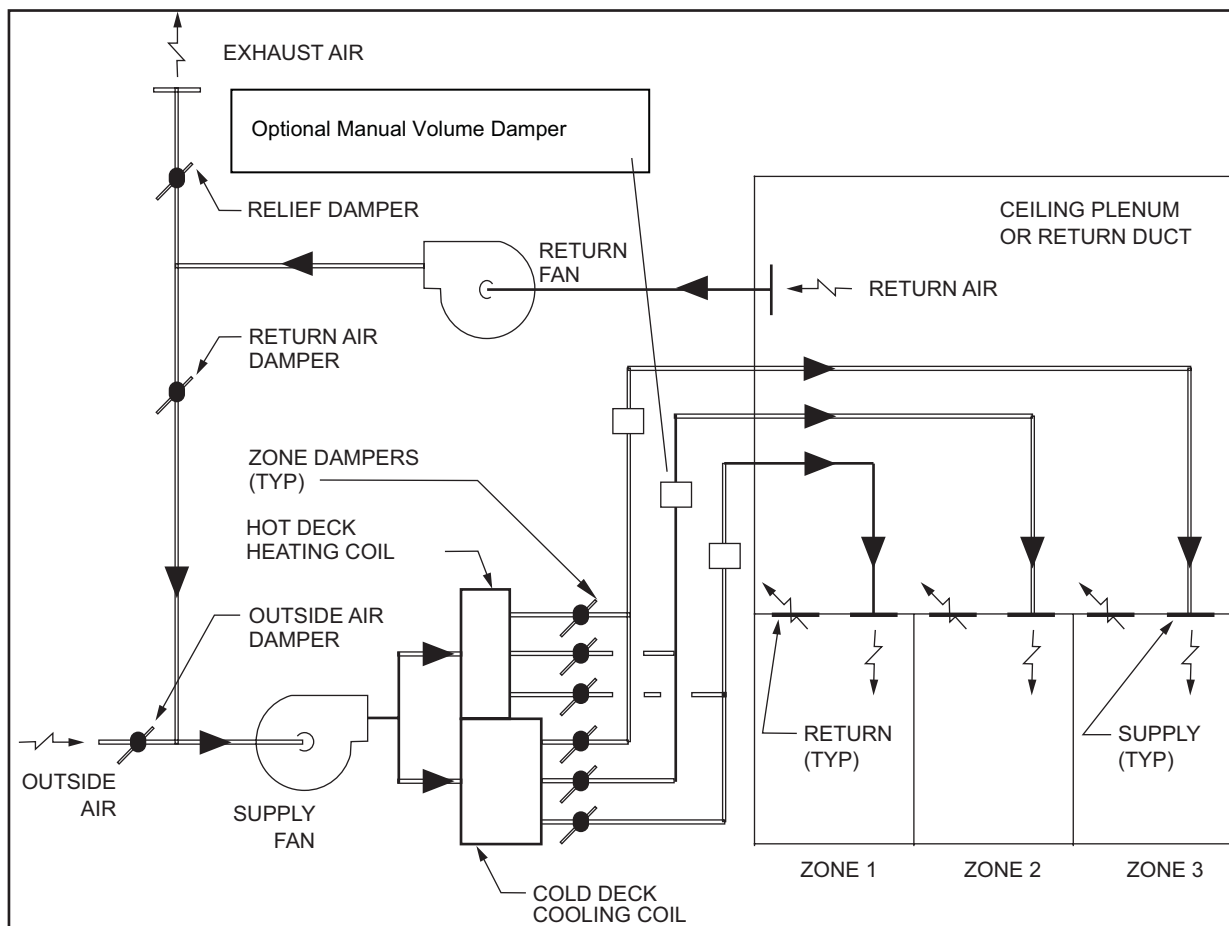 EXHAUST AIR
Optional Manual Volume Damper
RELIEF DAMPER
CEILING PLENUM
OR RETURN DUCT
RETURN
FAN
RETURN AIR
RETURN AIR
DAMPER
ZONE DAMPERS
(TYP)
HOT DECK
HEATING COIL
OUTSIDE AIR
DAMPER
RETURN
(TYP)
SUPPLY
(TYP)
OUTSIDE
AIR
SUPPLY
FAN
ZONE 1
ZONE 2
ZONE 3
COLD DECK
COOLING COIL